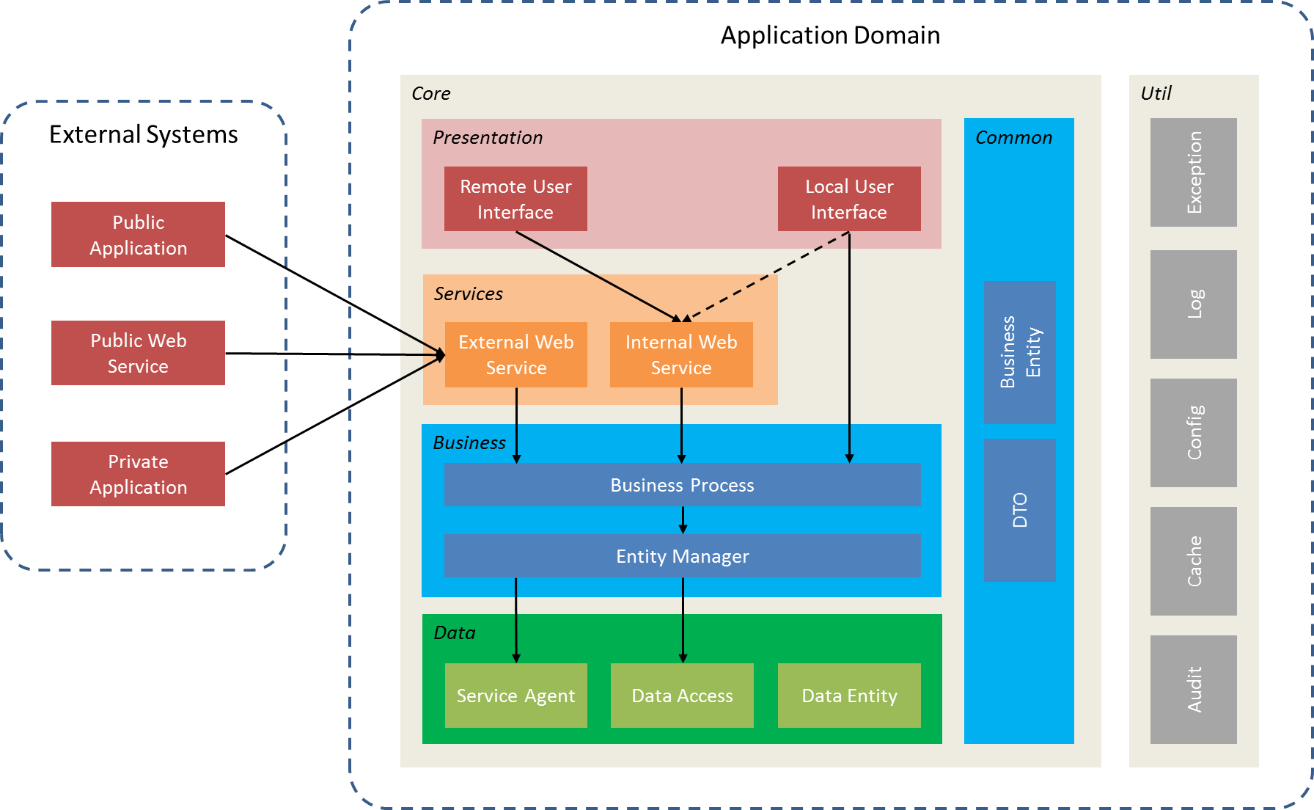 Application Domain
External Systems
Public
Application
Public Web
Service
Private
Application
Core
Presentation
Remote User
Interface
Local User
Interface
Services
External Web
Service
Internal Web
Service
Business
Business Process
Entity Manager
Data
Service Agent
Data Access
Data Entity
Common
Business
Entity
DTO
Util
Exception
Log
Config
Cache
Audit